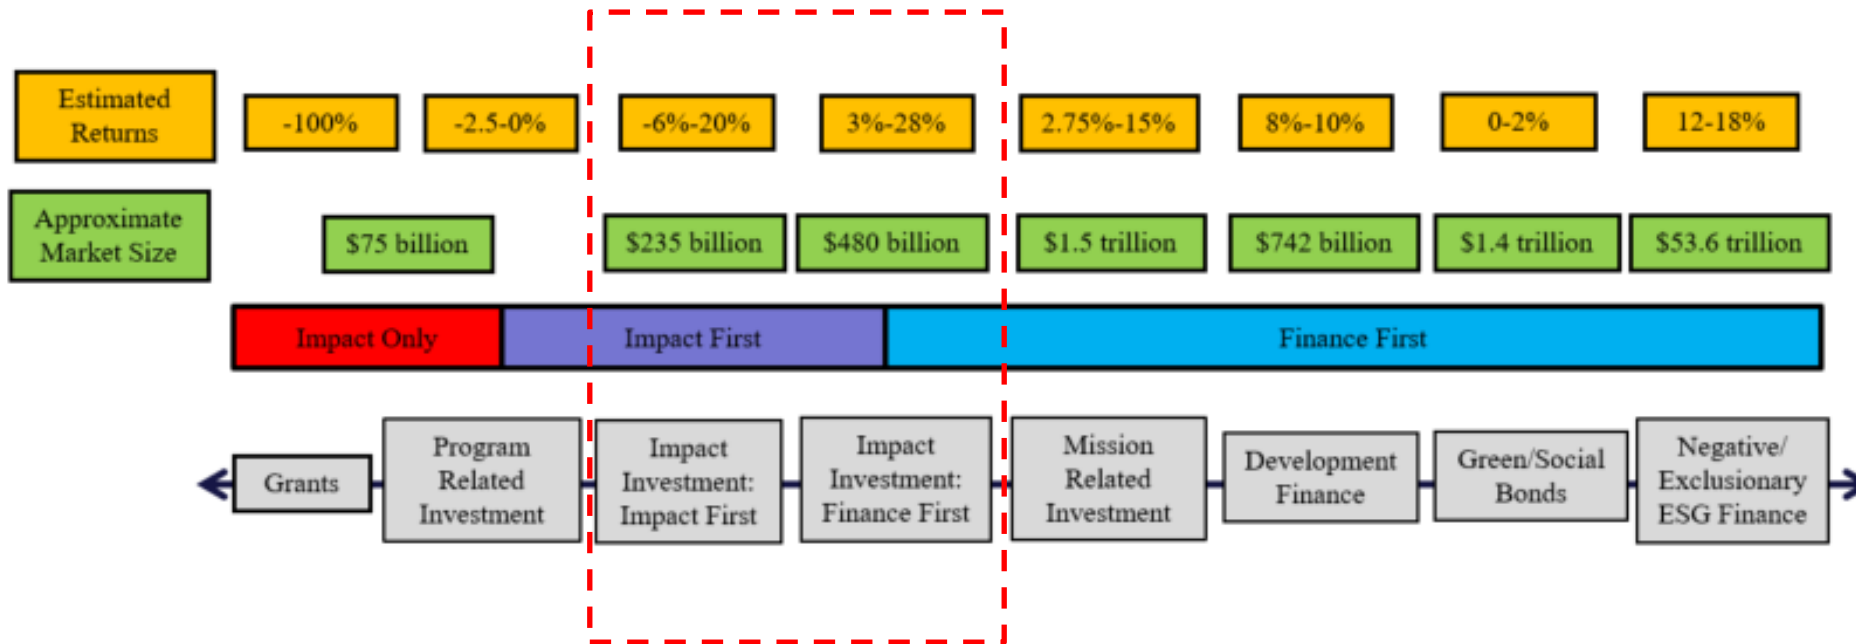 Estimated
Returns
-100%
-2.5-0%
-6%-20%
3%-28%
2.75%-15%
8%-10%
0-2%
12-18%
Approximate
Market Size
$75 billion
$235 billion
$480 billion
$1.5 trillion
$742 billion
$1.4 trillion
$53.6 trillion
Impact Only
Impact First
Finance First
Grants
Program
Related
Investment
Impact
Investment:
Impact First
Impact
Investment:
Finance First
Mission
Related
Investment
Development
Finance
Green/Social
Bonds
Negative/
Exclusionary
ESG Finance